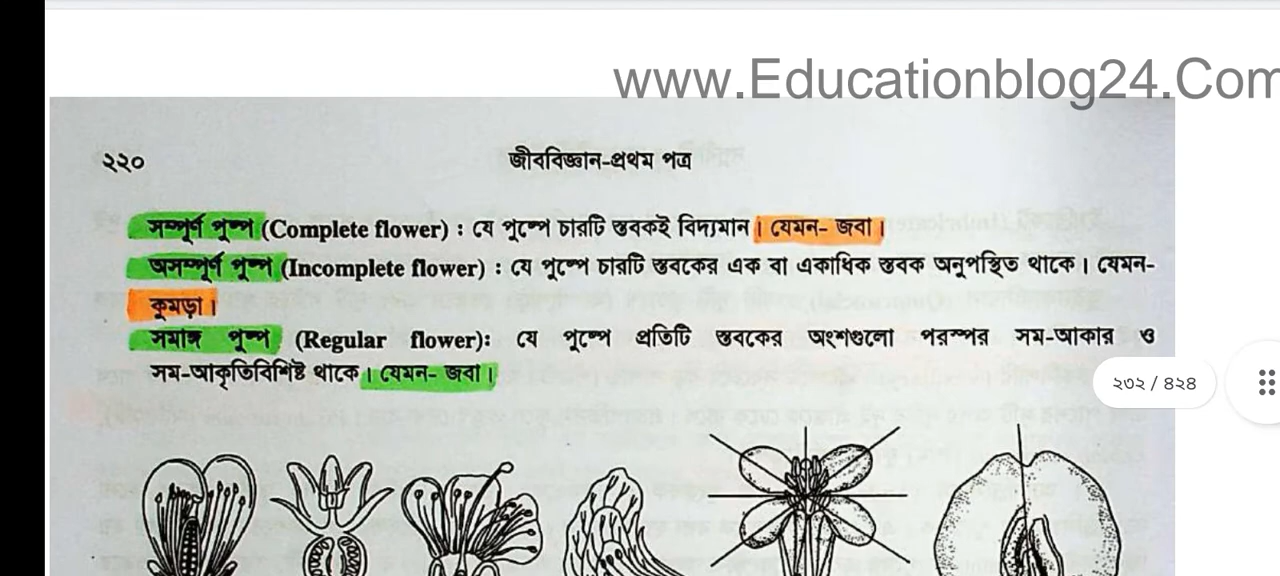 www.Educationblog24.Com
২২০
জীববিজ্ঞান-প্রথম পত্র
সম্পূর্ণ পুষ্প (Complete flower) : যে পুষ্পে চারটি স্তবকই বিদ্যমান। যেমন- জবা।
অসম্পূর্ণ পুষ্প (Incomplete flower) : যে পুষ্পে চারটি স্তবকের এক বা একাধিক স্তবক অনুপস্থিত থাকে। যেমন-
কুমড়া।
সমাঙ্গ পুষ্প (Regular flower): যে পুষ্পে প্রতিটি স্তবকের অংশগুলো পরস্পর সম-আকার ও
সম-আকৃতিবিশিষ্ট থাকে। যেমন- জবা।
২৩২ / ৪২৪